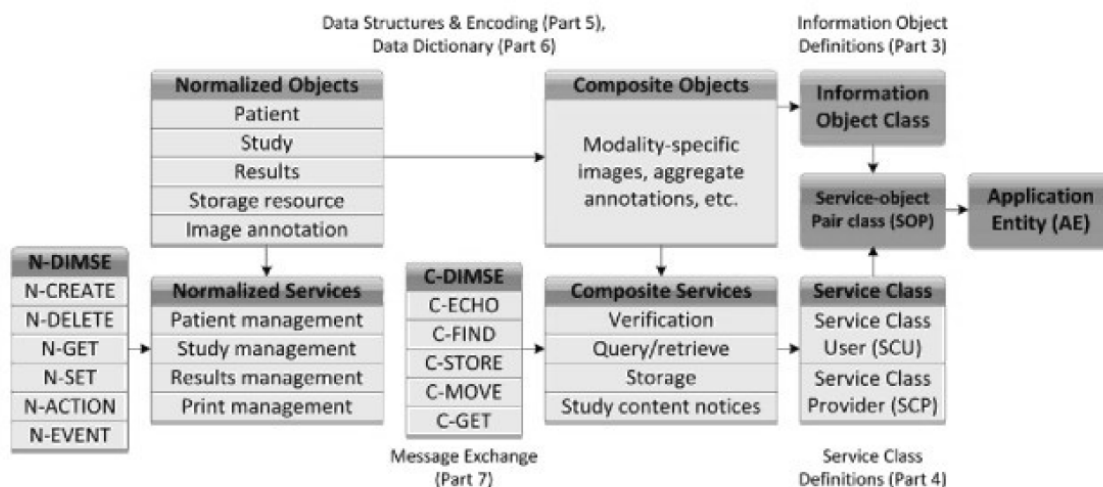 Data Structures & Encoding (Part 5),
Data Dictionary (Part 6)
Information Object
Definitions (Part 3)
Normalized Objects
Patient
Study
Results
Storage resource
Image annotation
Composite Objects
Modality-specific
images, aggregate
annotations, etc.
Information
Object Class
Service-object
Pair class (SOP)
Application
Entity (AE)
N-DIMSE
N-CREATE
N-DELETE
N-GET
N-SET
N-ACTION
N-EVENT
Normalized Services
Patient management
Study management
Results management
Print management
C-DIMSE
C-ECHO
C-FIND
C-STORE
C-MOVE
C-GET
Message Exchange
(Part 7)
Composite Services
Verification
Query/retrieve
Storage
Study content notices
Service Class
Service Class
User (SCU)
Service Class
Provider (SCP)
Service Class
Definitions (Part 4)